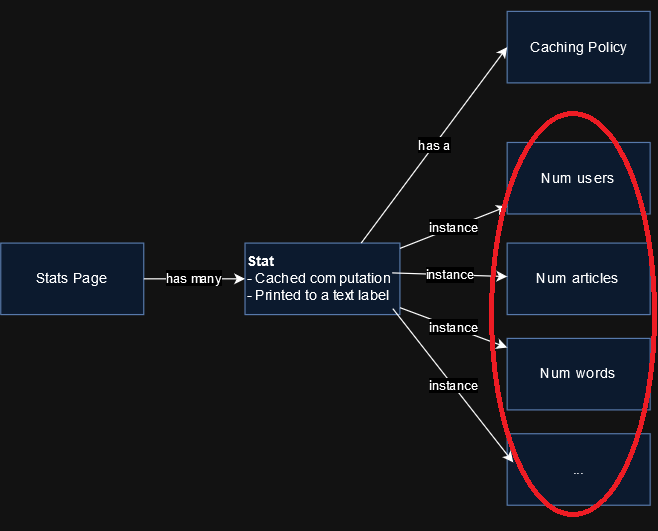 Caching Policy
has a
Num users
instance
Stats Page
has many
Stat
- Cached computation
- Printed to a text label
instance
Num articles
instance
Num words
instance
...